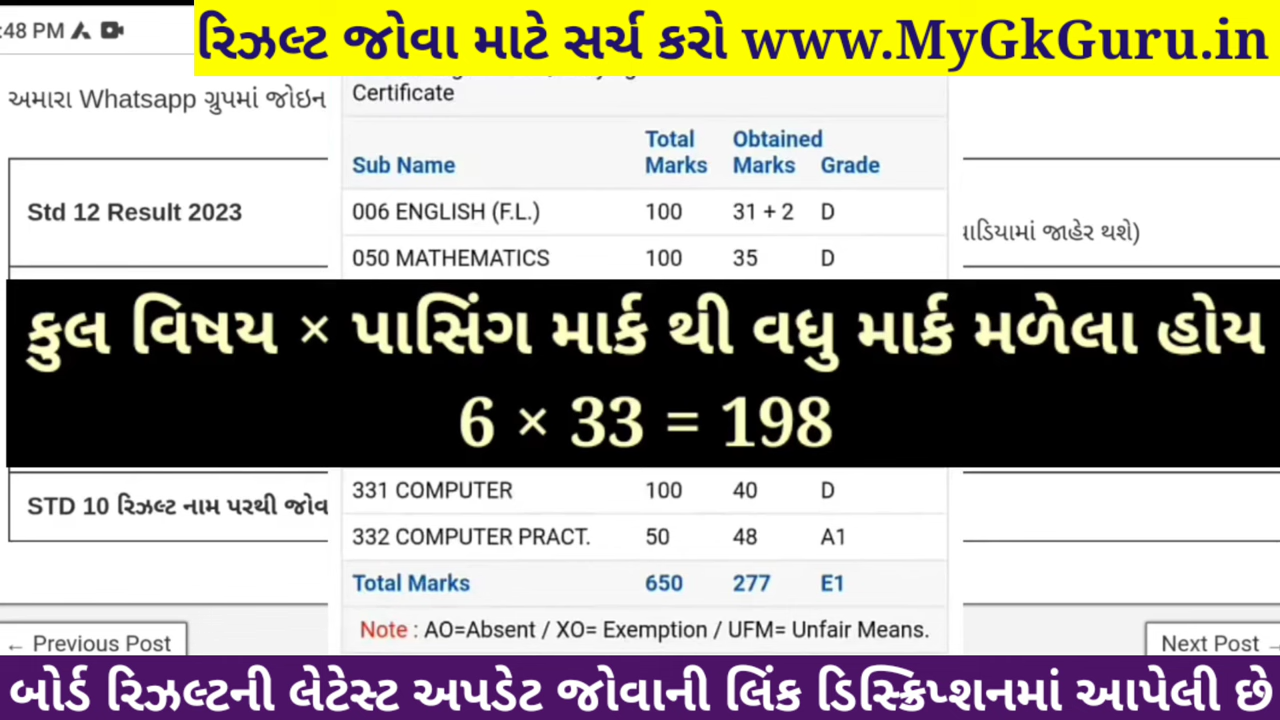 રિઝલ્ટ જોવા માટે સર્ચ કરો www.MyGkGuru.in
:48 PM
અમારા Whatsapp ગ્રુપમાં જોઇન
Certificate
Sub Name Total Marks Obtained Marks Grade
Std 12 Result 2023
006 ENGLISH (F.L.) 100 31 + 2 D
જાહેર થશે)
050 MATHEMATICS 100 35 D
કુલ વિષય × પાસિંગ માર્ક થી વધુ માર્ક મળેલા હોય
6 × 33 = 198
331 COMPUTER 100 40 D
STD 10 રિઝલ્ટ નામ પરથી
332 COMPUTER PRACT. 50 48 A1
Total Marks 650 277 E1
Note : AO=Absent / XO= Exemption / UFM= Unfair Means.
← Previous Post
Next Post →
બોર્ડ રિઝલ્ટની લેટેસ્ટ અપડેટ જોવાની લિંક ડિસ્ક્રિપ્શનમાં આપેલી છે